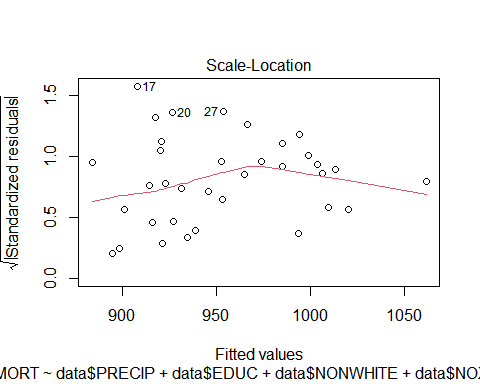 Scale-Location
√|Standardized residuals|
1.5
1.0
0.5
0.0
17
20
27
900 950 1000 1050
Fitted values
MORT ~ data$PRECIP + data$EDUC + data$NONWHITE + data$NOX